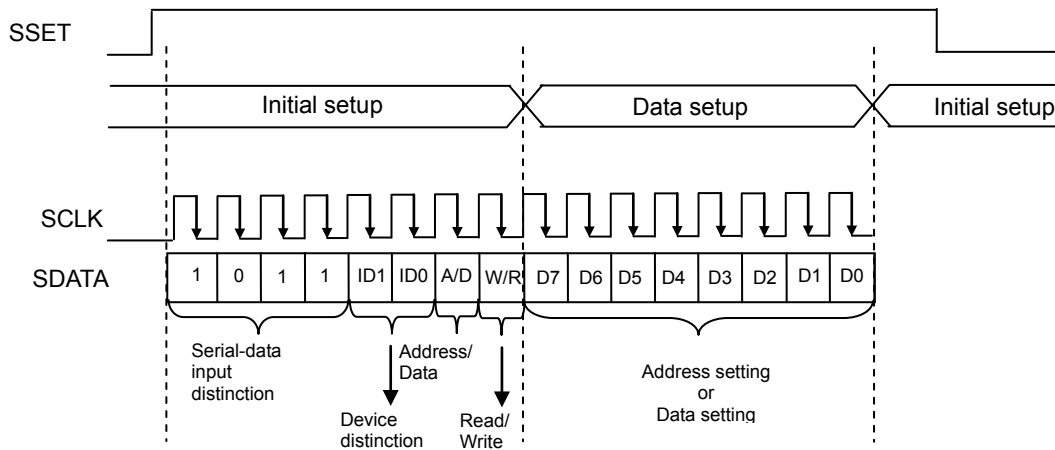 SSET
Initial setup
Data setup
Initial setup
SCLK
SDATA
1 0 1 1 ID1 ID0 A/D W/R D7 D6 D5 D4 D3 D2 D1 D0
Serial-data
input
distinction
Address/
Data
Device
distinction
Read/
Write
Address setting
or
Data setting